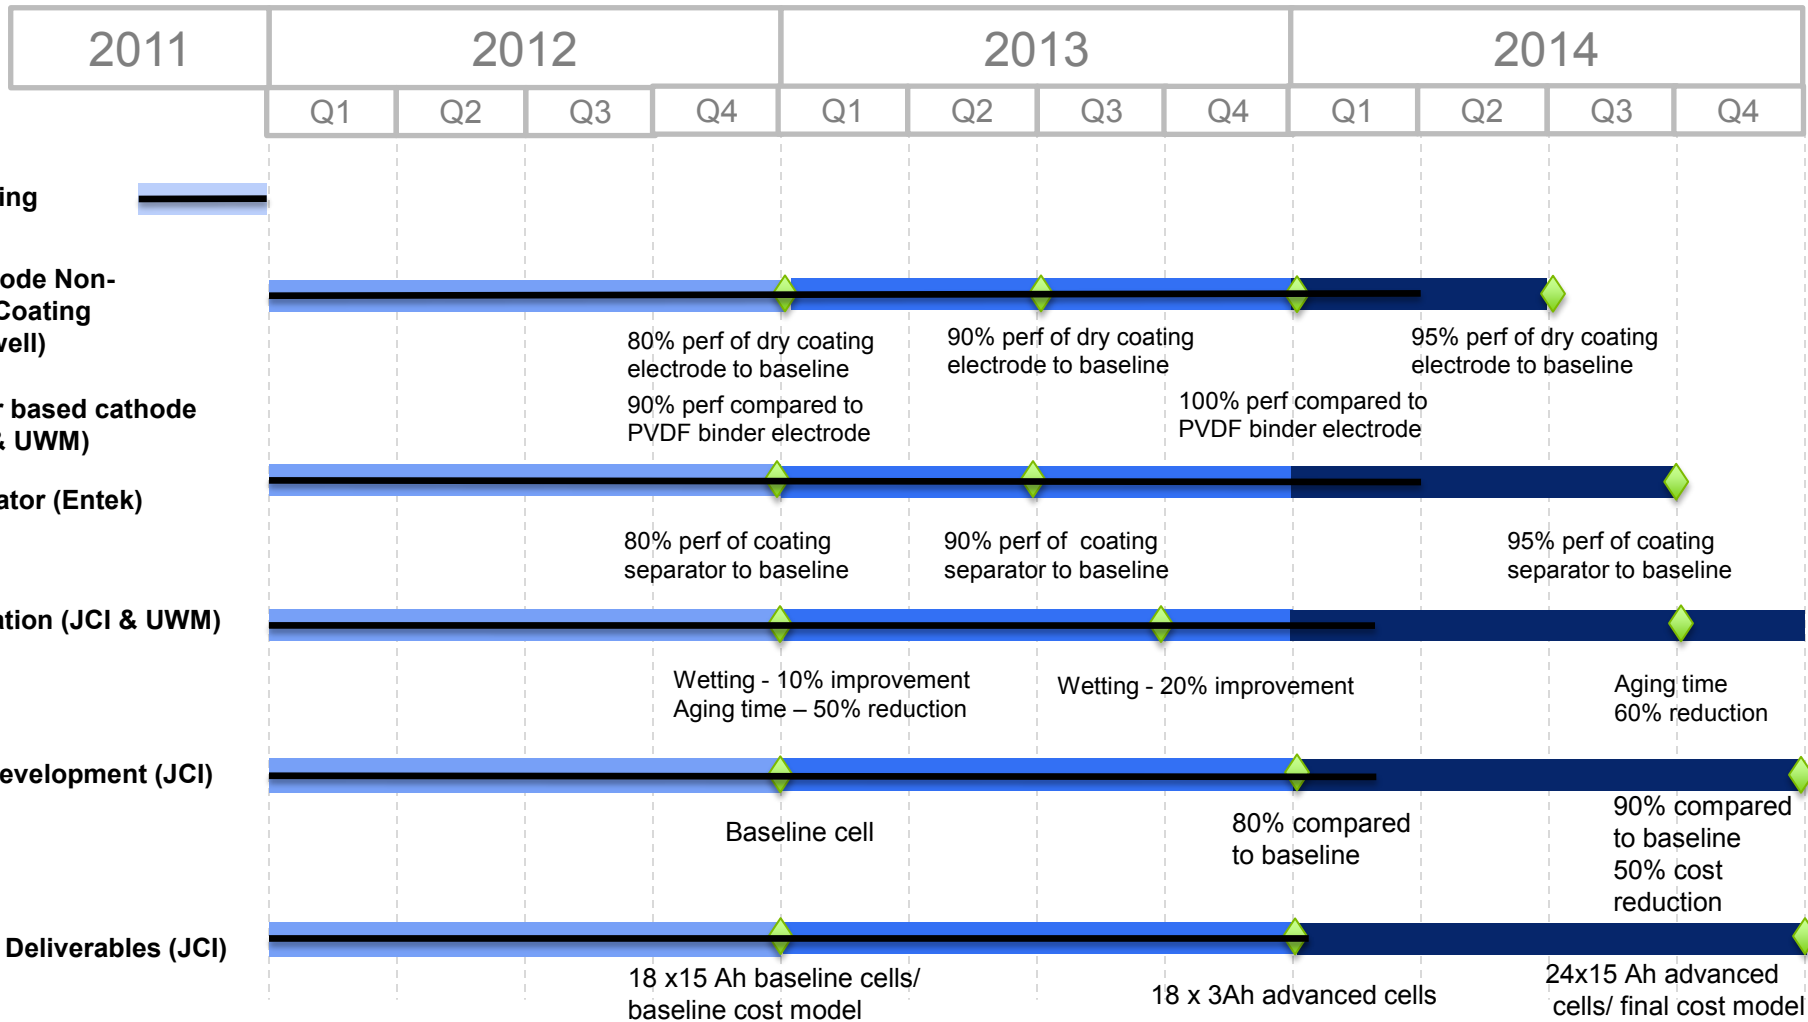 2011 2012 2013 2014
Q1 Q2 Q3 Q4 Q1 Q2 Q3 Q4 Q1 Q2 Q3 Q4
ing
ode Non-
Coating
vell)
80% perf of dry coating
electrode to baseline
90% perf of dry coating
electrode to baseline
95% perf of dry coating
electrode to baseline
r based cathode
& UWM)
90% perf compared to
PVDF binder electrode
100% perf compared to
PVDF binder electrode
ator (Entek)
80% perf of coating
separator to baseline
90% perf of coating
separator to baseline
95% perf of coating
separator to baseline
ation (JCI & UWM)
Wetting - 10% improvement
Aging time – 50% reduction
Wetting - 20% improvement
Aging time
60% reduction
evelopment (JCI)
Baseline cell
80% compared
to baseline
90% compared
to baseline
50% cost
reduction
Deliverables (JCI)
18 x15 Ah baseline cells/
baseline cost model
18 x 3Ah advanced cells
24x15 Ah advanced
cells/ final cost model